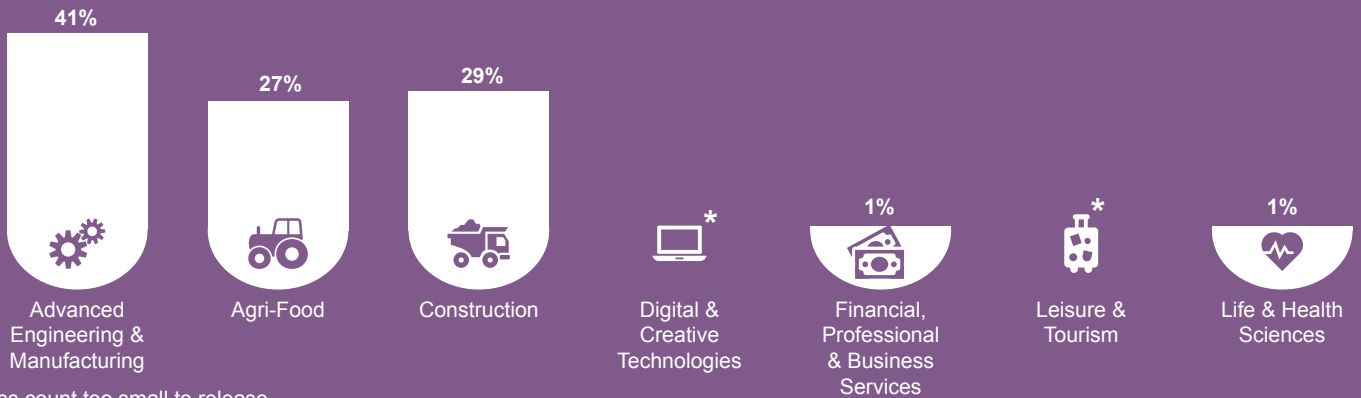 41%
27%
29%
*
1%
*
1%
Advanced
Engineering &
Manufacturing
Agri-Food
Construction
Digital &
Creative
Technologies
Financial,
Professional
& Business
Services
Leisure &
Tourism
Life & Health
Sciences
count too small to release